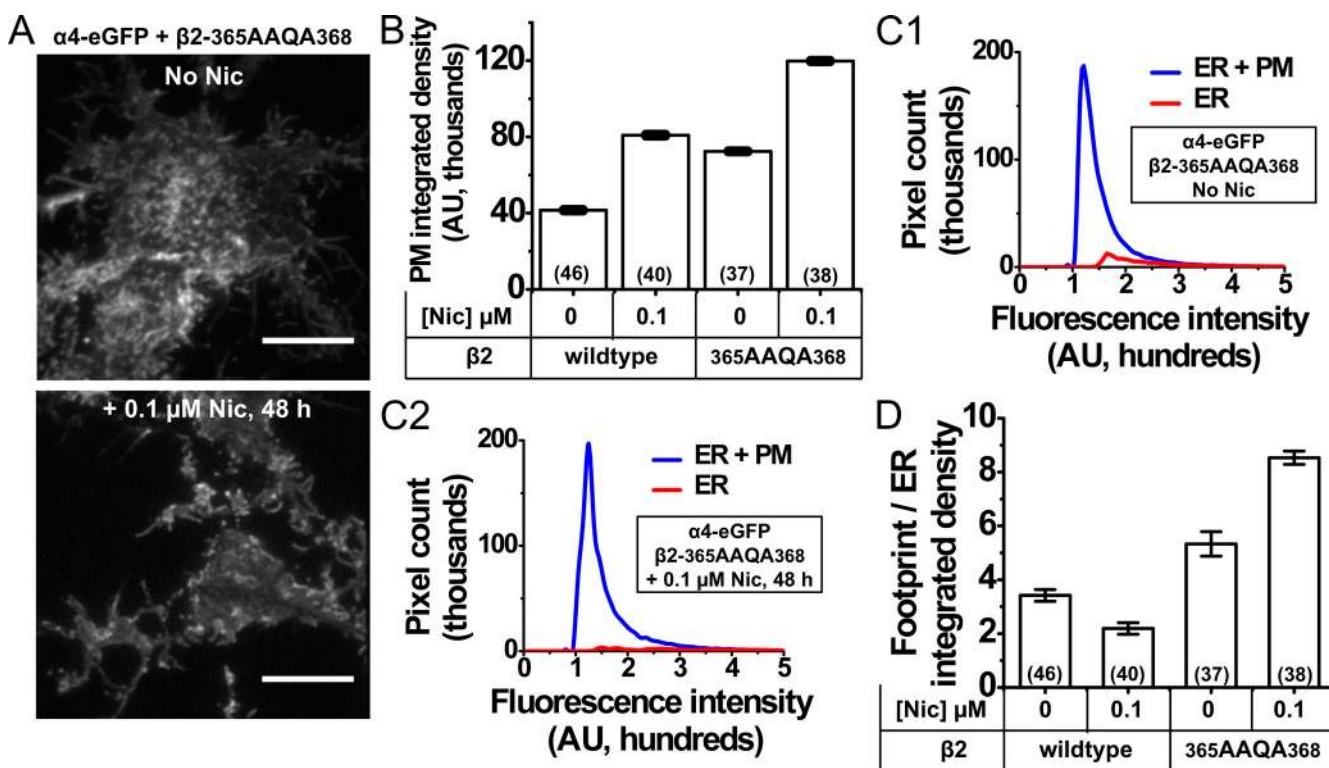 A
α4-eGFP + β2-365AAQA368
No Nic
+ 0.1 µM Nic, 48 h
B
PM integrated density
(AU, thousands)
120
80
40
0
(46)
(40)
(37)
(38)
[Nic] µM
0
0.1
0
0.1
β2
wildtype
365AAQA368
C1
Pixel count
(thousands)
200
100
0
ER + PM
ER
α4-eGFP
β2-365AAQA368
No Nic
0
1
2
3
4
5
Fluorescence intensity
(AU, hundreds)
C2
Pixel count
(thousands)
200
100
0
ER + PM
ER
α4-eGFP
β2-365AAQA368
+ 0.1 µM Nic, 48 h
0
1
2
3
4
5
Fluorescence intensity
(AU, hundreds)
D
Footprint / ER
integrated density
10
8
6
4
2
0
(46)
(40)
(37)
(38)
[Nic] µM
0
0.1
0
0.1
β2
wildtype
365AAQA368